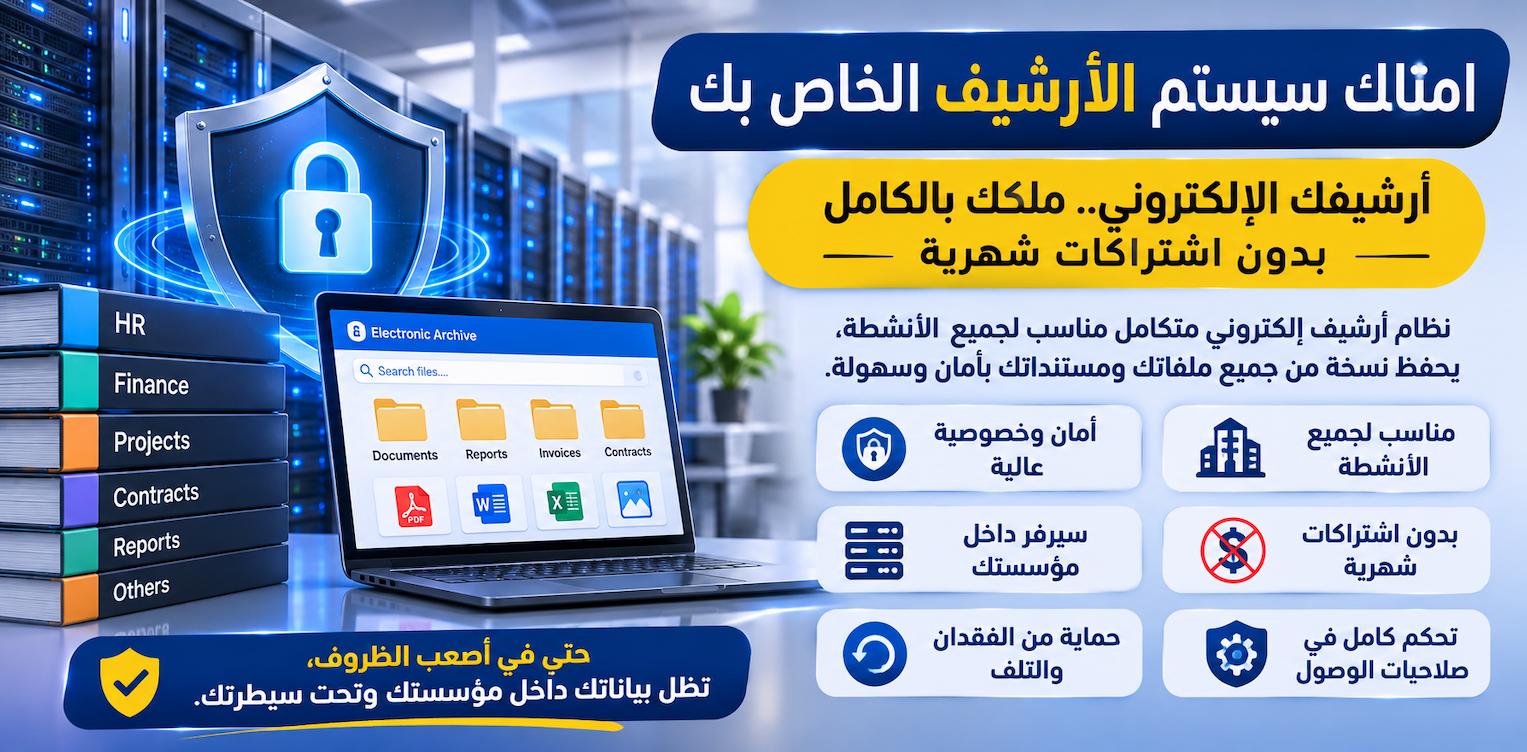 امتلك سيستم الأرشيف الخاص بك
أرشيفك الإلكتروني.. ملكك بالكامل
بدون اشتراكات شهرية
نظام أرشيف إلكتروني متكامل مناسب لجميع الأنشطة،
يحفظ نسخة من جميع ملفاتك ومستنداتك بأمان وسهولة.
مناسب لجميع
الأنشطة
أمان وخصوصية
عالية
بدون اشتراكات
شهرية
سيرفر داخل
مؤسستك
تحكم كامل في
صلاحيات الوصول
حماية من الفقدان
والتلف
HR
Finance
Projects
Contracts
Reports
Others
Electronic Archive
Search files....
Documents
Reports
Invoices
Contracts
PDF
W
X
حتي في أصعب الظروف،
تظل بياناتك داخل مؤسستك وتحت سيطرتك.